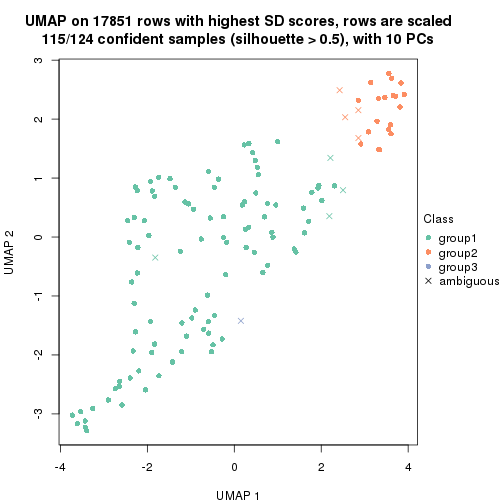 UMAP on 17851 rows with highest SD scores, rows are scaled
115/124 confident samples (silhouette > 0.5), with 10 PCs
3
2
1
0
-1
-2
-3
UMAP 2
-4
-2
0
2
4
UMAP 1
Class
group1
group2
group3
ambiguous